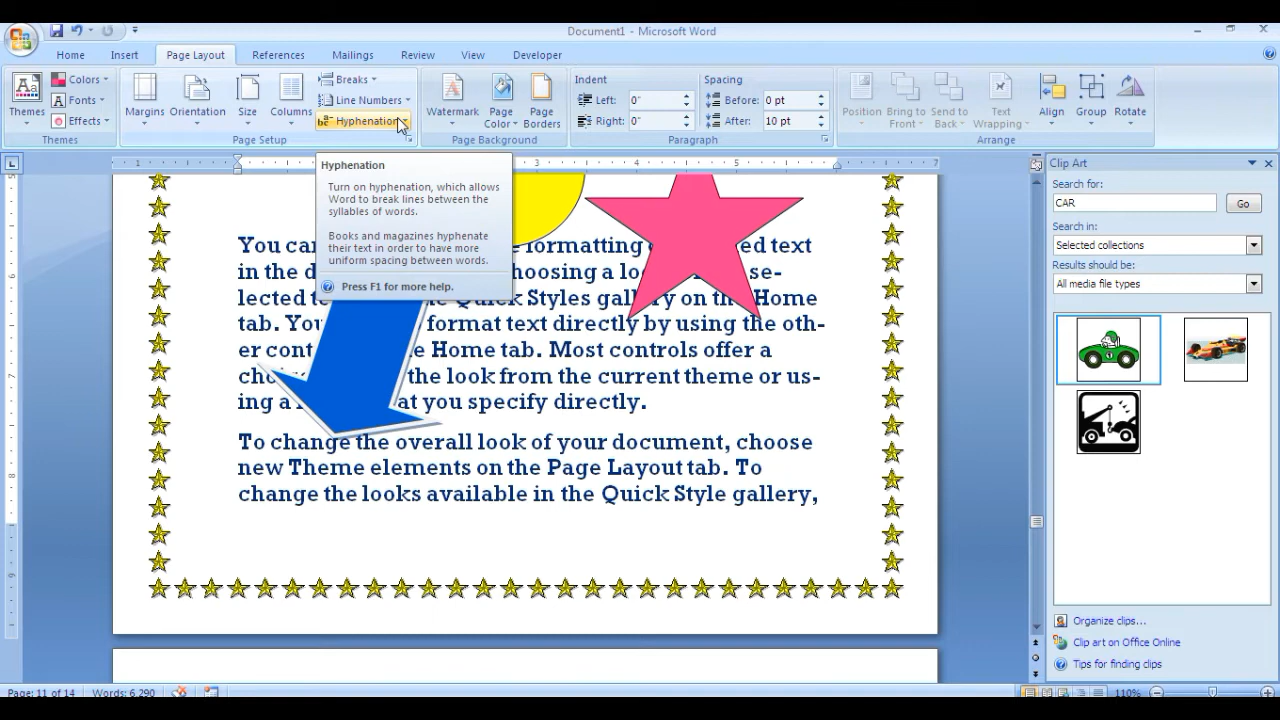 Document1 - Microsoft Word
Home Insert Page Layout References Mailings Review View Developer
Themes
Colors
Fonts
Effects
Themes
Margins
Orientation
Size
Columns
Breaks
Line Numbers
Hyphenation
Page Setup
Watermark
Page Color
Page Borders
Page Background
Indent
Left: 0"
Right: 0"
Spacing
Before: 0 pt
After: 10 pt
Paragraph
Position
Bring to Front
Send to Back
Text Wrapping
Align
Group
Rotate
Arrange
1 3 4 5 7
Hyphenation
Turn on hyphenation, which allows
Word to break lines between the
syllables of words.
Books and magazines hyphenate
their text in order to have more
uniform spacing between words.
Press F1 for more help.
You can formatting ed text
in the d hoosing a loo se-
lected te e Quick Styles gallery on the Home
tab. You format text directly by using the oth-
er cont e Home tab. Most controls offer a
cho the look from the current theme or us-
ing a at you specify directly.
To change the overall look of your document, choose
new Theme elements on the Page Layout tab. To
change the looks available in the Quick Style gallery,
Clip Art
Search for:
CAR
Go
Search in:
Selected collections
Results should be:
All media file types
Organize clips...
Clip art on Office Online
Tips for finding clips
Page: 11 of 14 Words: 6,290
110%